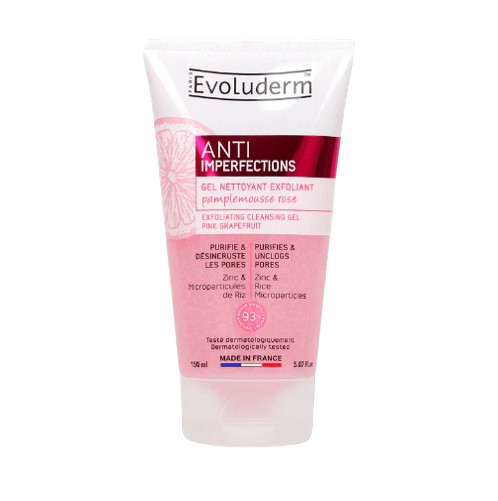 PARIS
Evoluderm™
ANTI
IMPERFECTIONS
GEL NETTOYANT EXFOLIANT
pamplemousse rose
EXFOLIATING CLEANSING GEL
PINK GRAPEFRUIT
PURIFIE &
DÉSINCRUSTE
LES PORES
Zinc &
Microparticules
de Riz
PURIFIES &
UNCLOGS
PORES
Zinc &
Rice
Microparticles
93%
Testé dermatologiquement
Dermatologically tested
MADE IN FRANCE
150 ml
5.07 Fl.oz